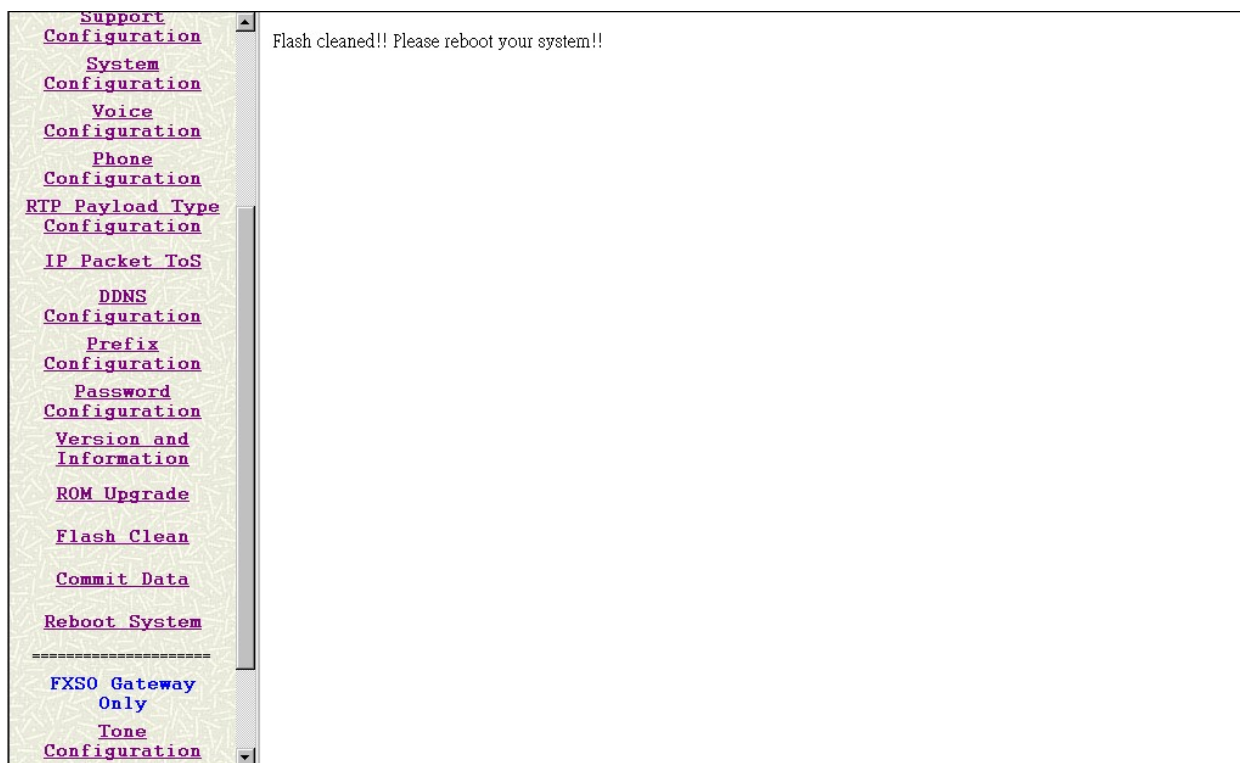 Support
Configuration
System
Configuration
Voice
Configuration
Phone
Configuration
RTP Payload Type
Configuration
IP Packet ToS
DDNS
Configuration
Prefix
Configuration
Password
Configuration
Version and
Information
ROM Upgrade
Flash Clean
Commit Data
Reboot System
=====================
FXSO Gateway
Only
Tone
Configuration
Flash cleaned!! Please reboot your system!!